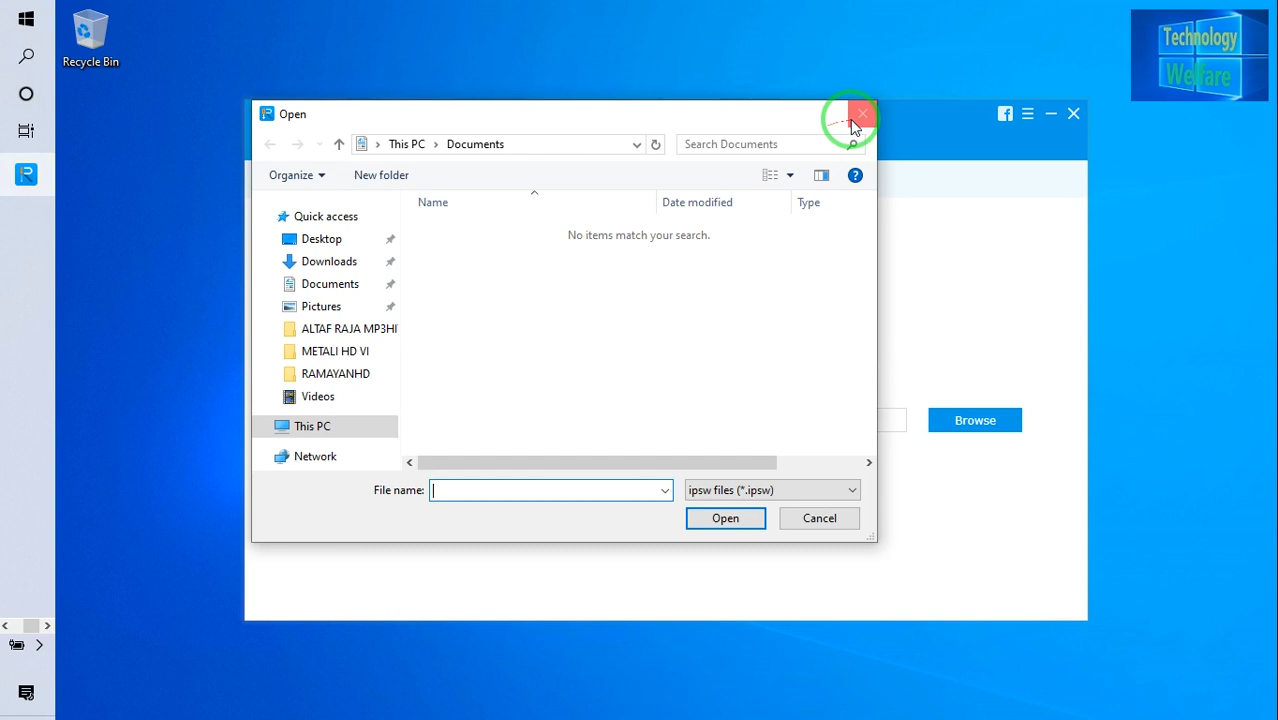 Recycle Bin
Technology
Welfare
Open
This PC
Documents
Search Documents
Organize
New folder
Name
Date modified
Type
No items match your search.
Quick access
Desktop
Downloads
Documents
Pictures
ALTAF RAJA MP3HI
METALI HD VI
RAMAYANHD
Videos
This PC
Network
Browse
File name:
ipsw files (*.ipsw)
Open
Cancel